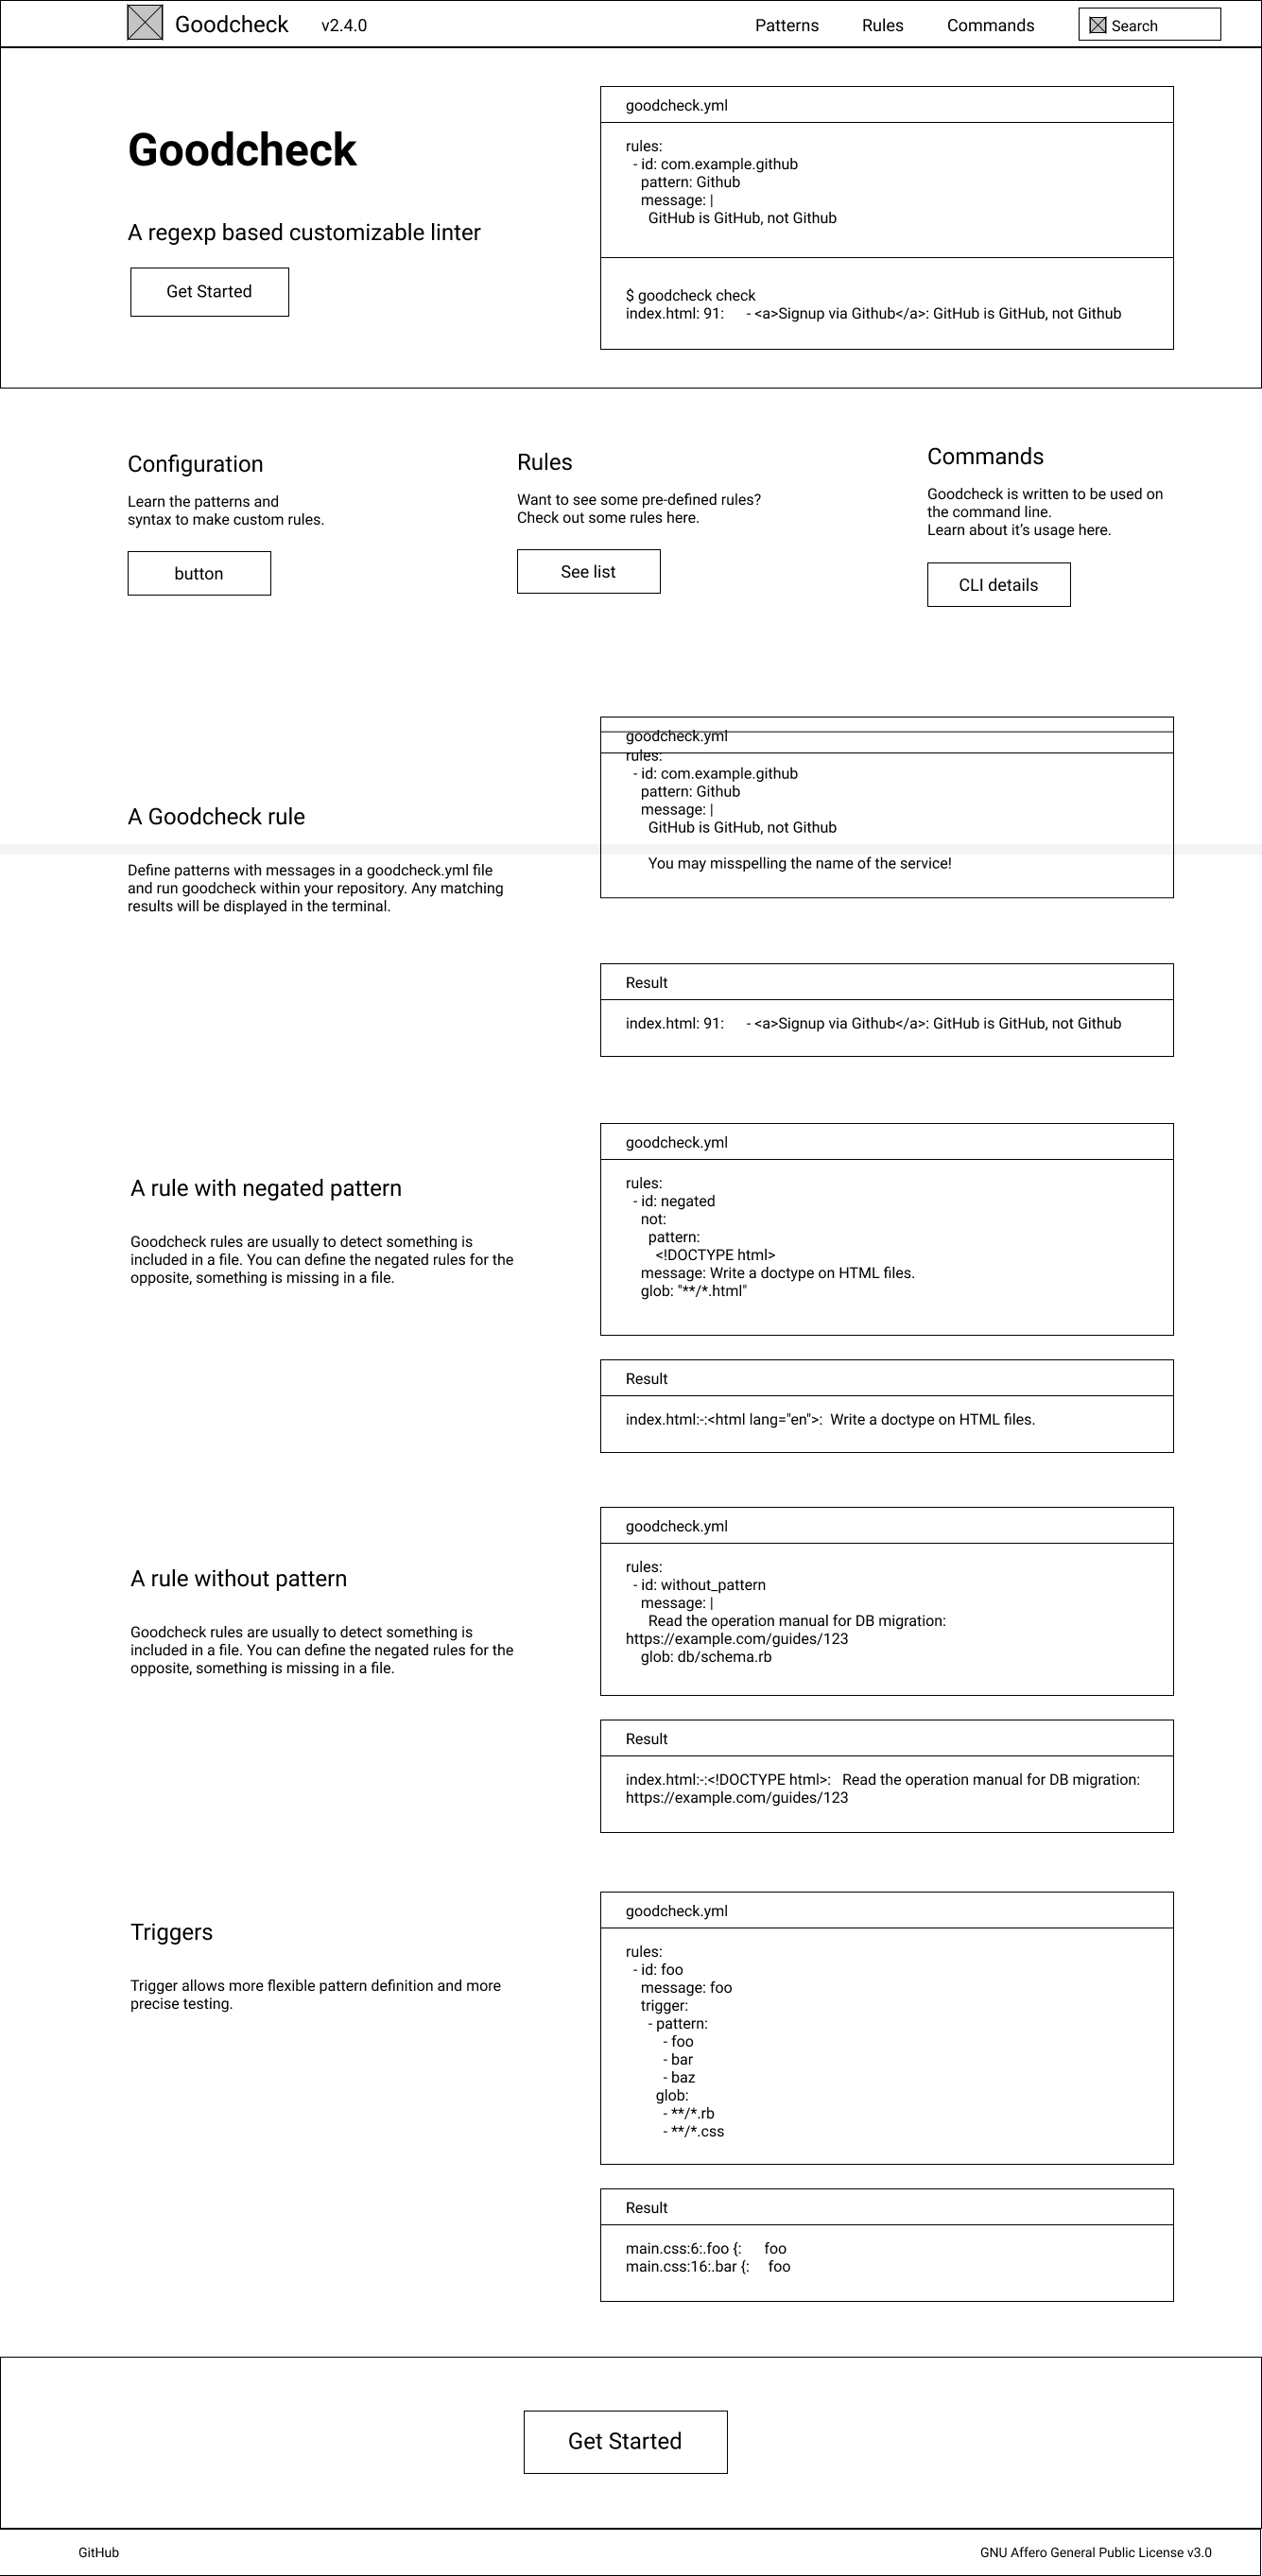 Goodcheck v2.4.0 Patterns Rules Commands Search
Goodcheck
A regexp based customizable linter
Get Started
goodcheck.yml
rules:
  - id: com.example.github
    pattern: Github
    message: |
      GitHub is GitHub, not Github
$ goodcheck check
index.html: 91:      - <a>Signup via Github</a>: GitHub is GitHub, not Github
Configuration
Learn the patterns and
syntax to make custom rules.
button
Rules
Want to see some pre-defined rules?
Check out some rules here.
See list
Commands
Goodcheck is written to be used on
the command line.
Learn about it’s usage here.
CLI details
A Goodcheck rule
Define patterns with messages in a goodcheck.yml file
and run goodcheck within your repository. Any matching
results will be displayed in the terminal.
goodcheck.yml
rules:
  - id: com.example.github
    pattern: Github
    message: |
      GitHub is GitHub, not Github
      You may misspelling the name of the service!
Result
index.html: 91:      - <a>Signup via Github</a>: GitHub is GitHub, not Github
A rule with negated pattern
Goodcheck rules are usually to detect something is
included in a file. You can define the negated rules for the
opposite, something is missing in a file.
goodcheck.yml
rules:
  - id: negated
    not:
      pattern:
        <!DOCTYPE html>
    message: Write a doctype on HTML files.
    glob: "**/*.html"
Result
index.html:-:<html lang="en">:  Write a doctype on HTML files.
A rule without pattern
Goodcheck rules are usually to detect something is
included in a file. You can define the negated rules for the
opposite, something is missing in a file.
goodcheck.yml
rules:
  - id: without_pattern
    message: |
      Read the operation manual for DB migration:
https://example.com/guides/123
    glob: db/schema.rb
Result
index.html:-:<!DOCTYPE html>:   Read the operation manual for DB migration:
https://example.com/guides/123
Triggers
Trigger allows more flexible pattern definition and more
precise testing.
goodcheck.yml
rules:
  - id: foo
    message: foo
    trigger:
      - pattern:
          - foo
          - bar
          - baz
        glob:
          - **/*.rb
          - **/*.css
Result
main.css:6:.foo {:      foo
main.css:16:.bar {:     foo
Get Started
GitHub
GNU Affero General Public License v3.0